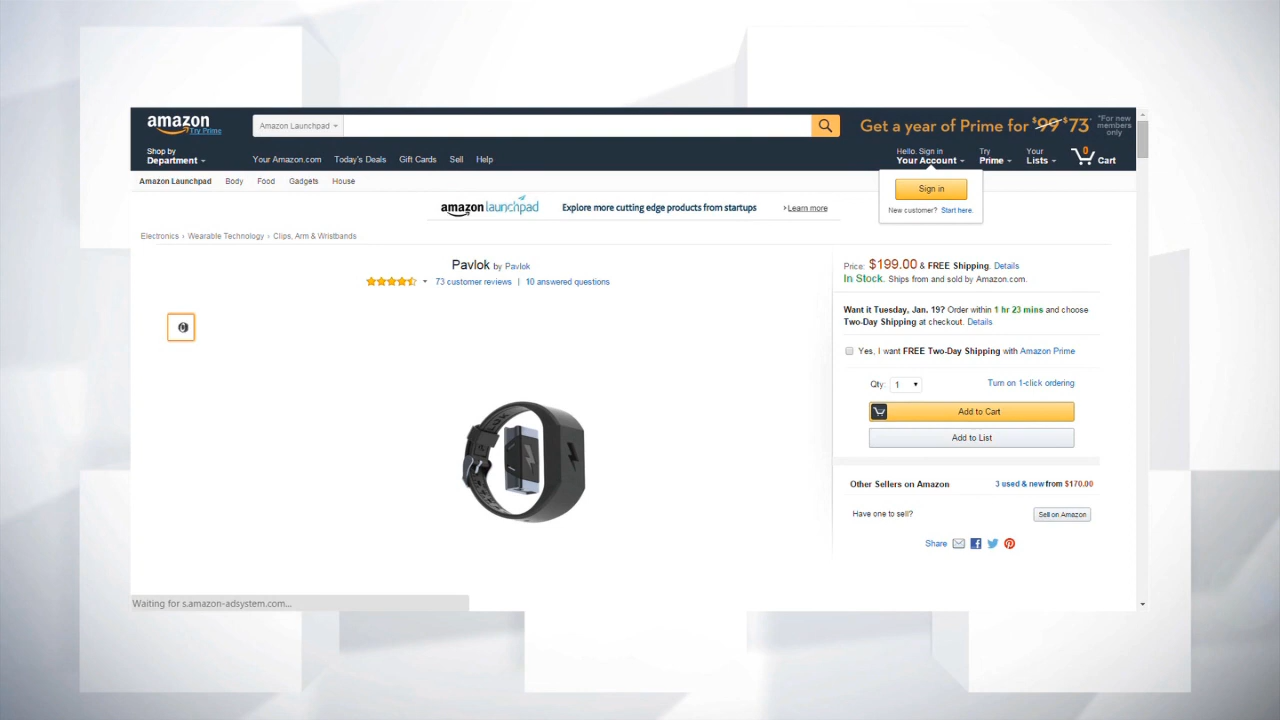 amazon
Try Prime
Amazon Launchpad
Get a year of Prime for $99 $73
*For new members only
Shop by
Department
Your Amazon.com Today's Deals Gift Cards Sell Help
Hello. Sign in
Your Account
Try
Prime
Your
Lists
0
Cart
Amazon Launchpad Body Food Gadgets House
Sign in
New customer? Start here.
amazon launchpad Explore more cutting edge products from startups Learn more
Electronics › Wearable Technology › Clips, Arm & Wristbands
Pavlok by Pavlok
73 customer reviews | 10 answered questions
Price: $199.00 & FREE Shipping. Details
In Stock. Ships from and sold by Amazon.com.
Want it Tuesday, Jan. 19? Order within 1 hr 23 mins and choose
Two-Day Shipping at checkout. Details
Yes, I want FREE Two-Day Shipping with Amazon Prime
Qty: 1
Turn on 1-click ordering
Add to Cart
Add to List
Other Sellers on Amazon
3 used & new from $170.00
Have one to sell?
Sell on Amazon
Share
Waiting for s.amazon-adsystem.com...